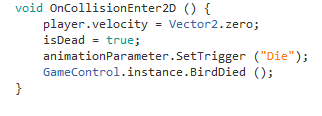 void OnCollisionEnter2D () {
player.velocity = Vector2.zero;
isDead = true;
animationParameter.SetTrigger ("Die");
GameControl.instance.BirdDied ();
}